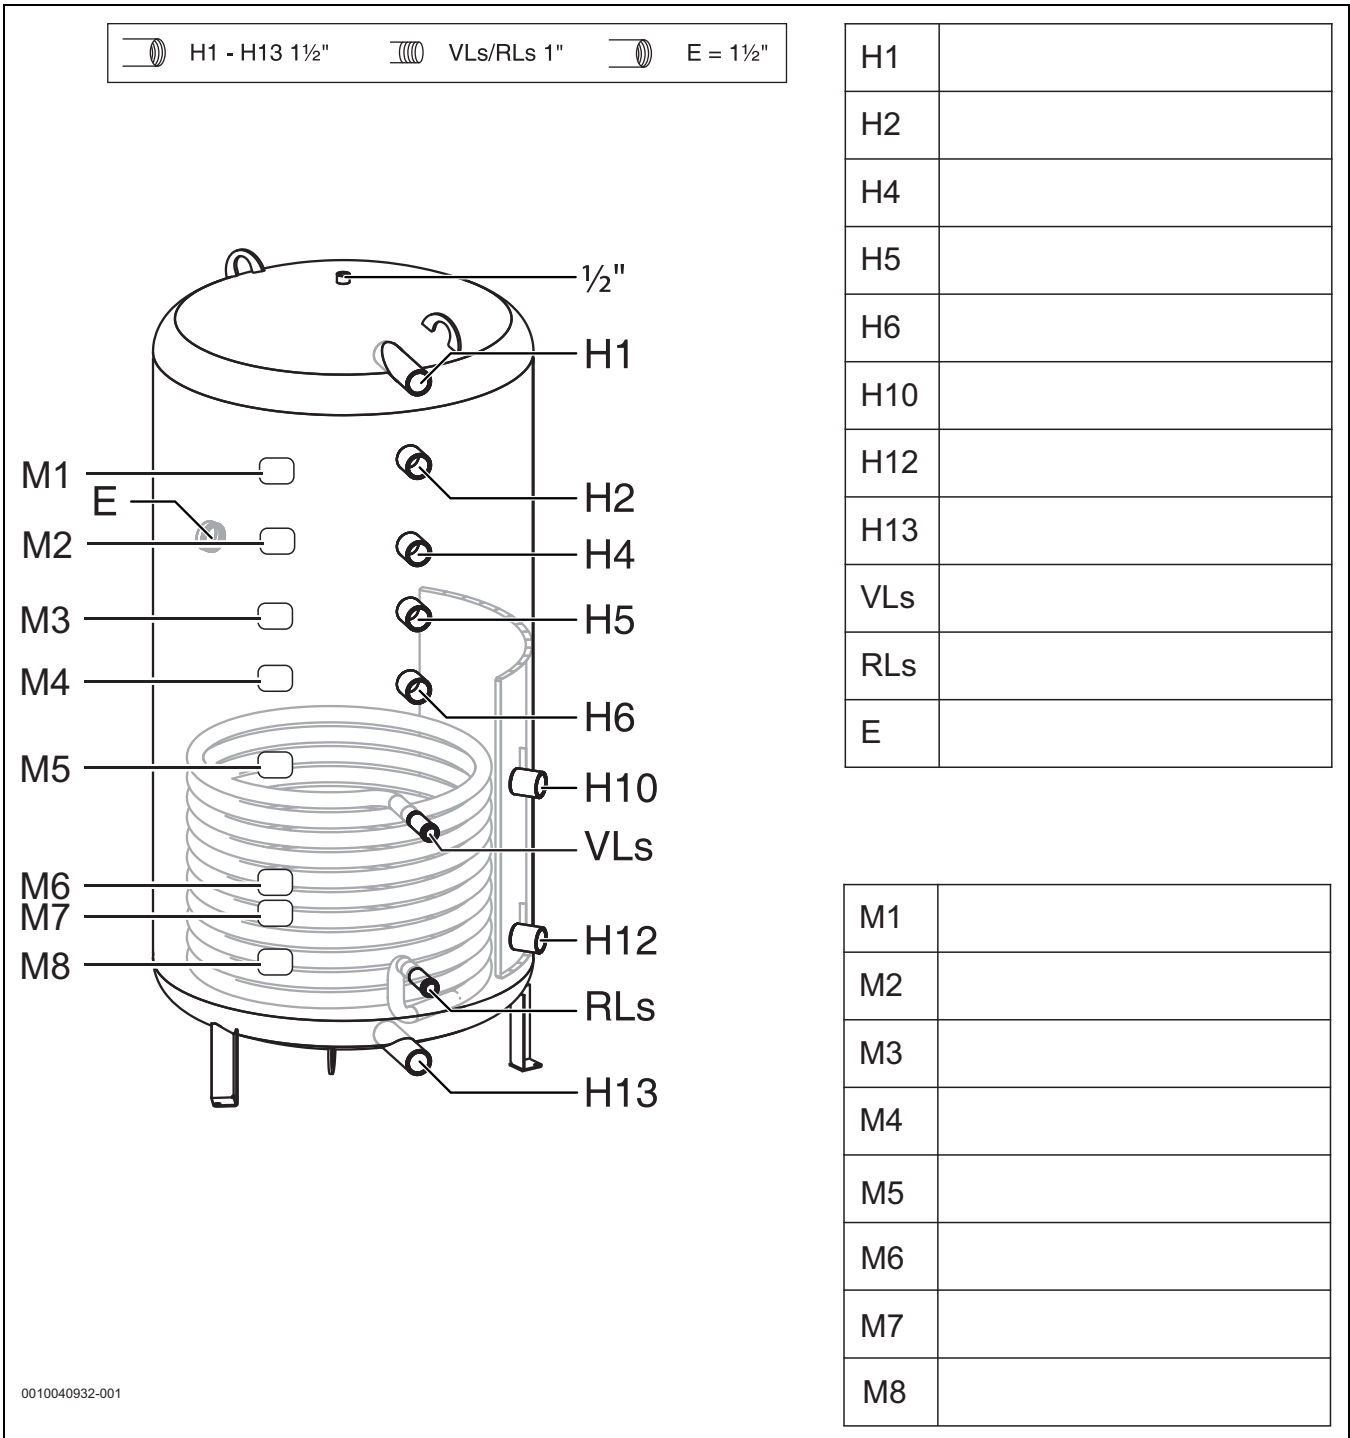 H1 - H13 1½" VLs/RLs 1" E = 1½"
½"
H1
H2
H4
H5
H6
H10
VLs
H12
RLs
H13
M1
E
M2
M3
M4
M5
M6
M7
M8
H1
H2
H4
H5
H6
H10
H12
H13
VLs
RLs
E
M1
M2
M3
M4
M5
M6
M7
M8
0010040932-001